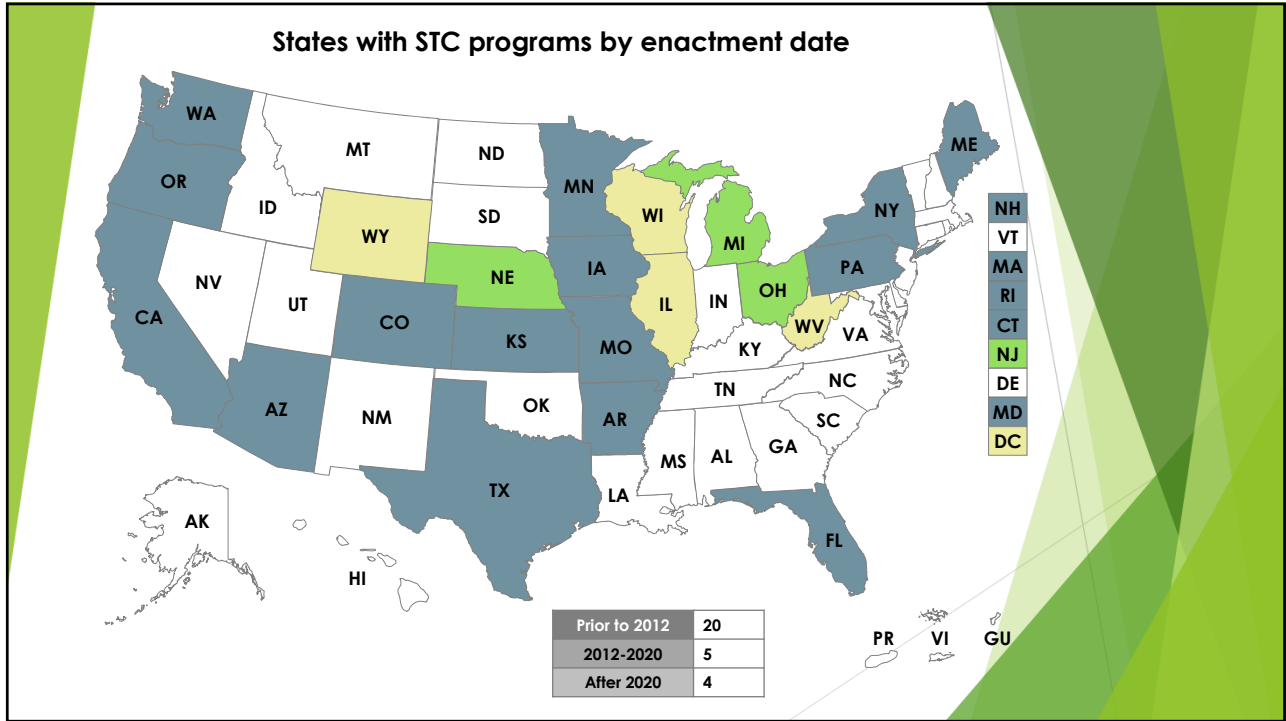 States with STC programs by enactment date
WA
MT
ND
ME
OR
MN
ID
SD
WI
NY
NH
WY
MI
VT
IA
PA
MA
NE
RI
NV
IL
IN
OH
CT
UT
NJ
CA
CO
WV
DE
KS
MO
VA
MD
KY
DC
NC
TN
AZ
OK
NM
AR
SC
MS
AL
GA
TX
LA
AK
FL
HI
Prior to 2012 20
2012-2020 5
After 2020 4
PR VI GU